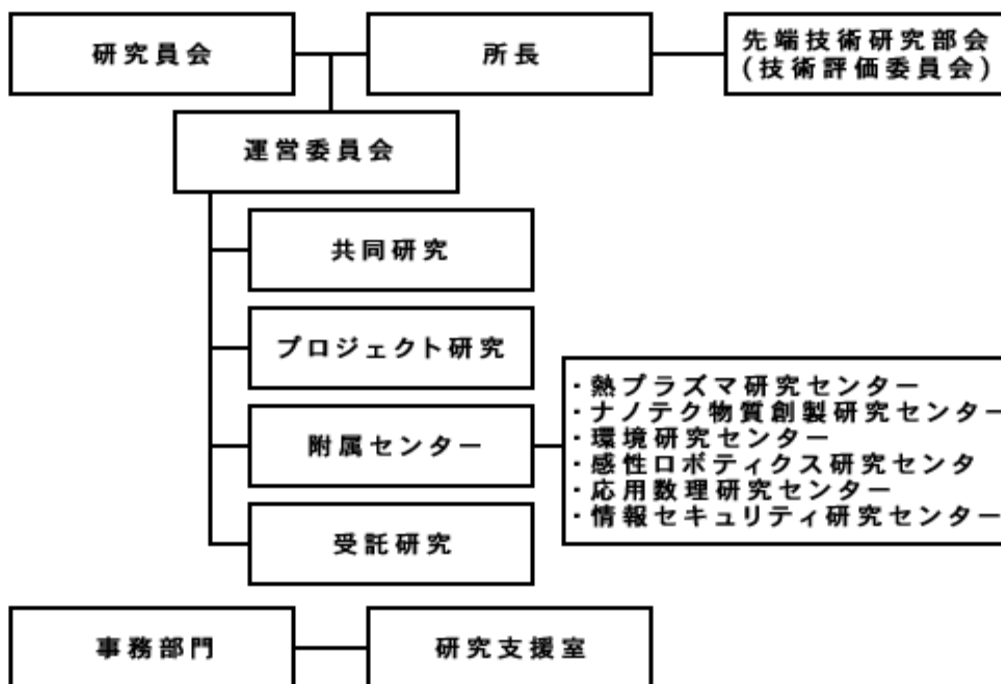 研究員会
所長
先端技術研究部会
(技術評価委員会)
運営委員会
共同研究
プロジェクト研究
附属センター
・熱プラズマ研究センター
・ナノテク物質創製研究センター
・環境研究センター
・感性ロボティクス研究センタ
・応用数理研究センター
・情報セキュリティ研究センター
受託研究
事務部門
研究支援室